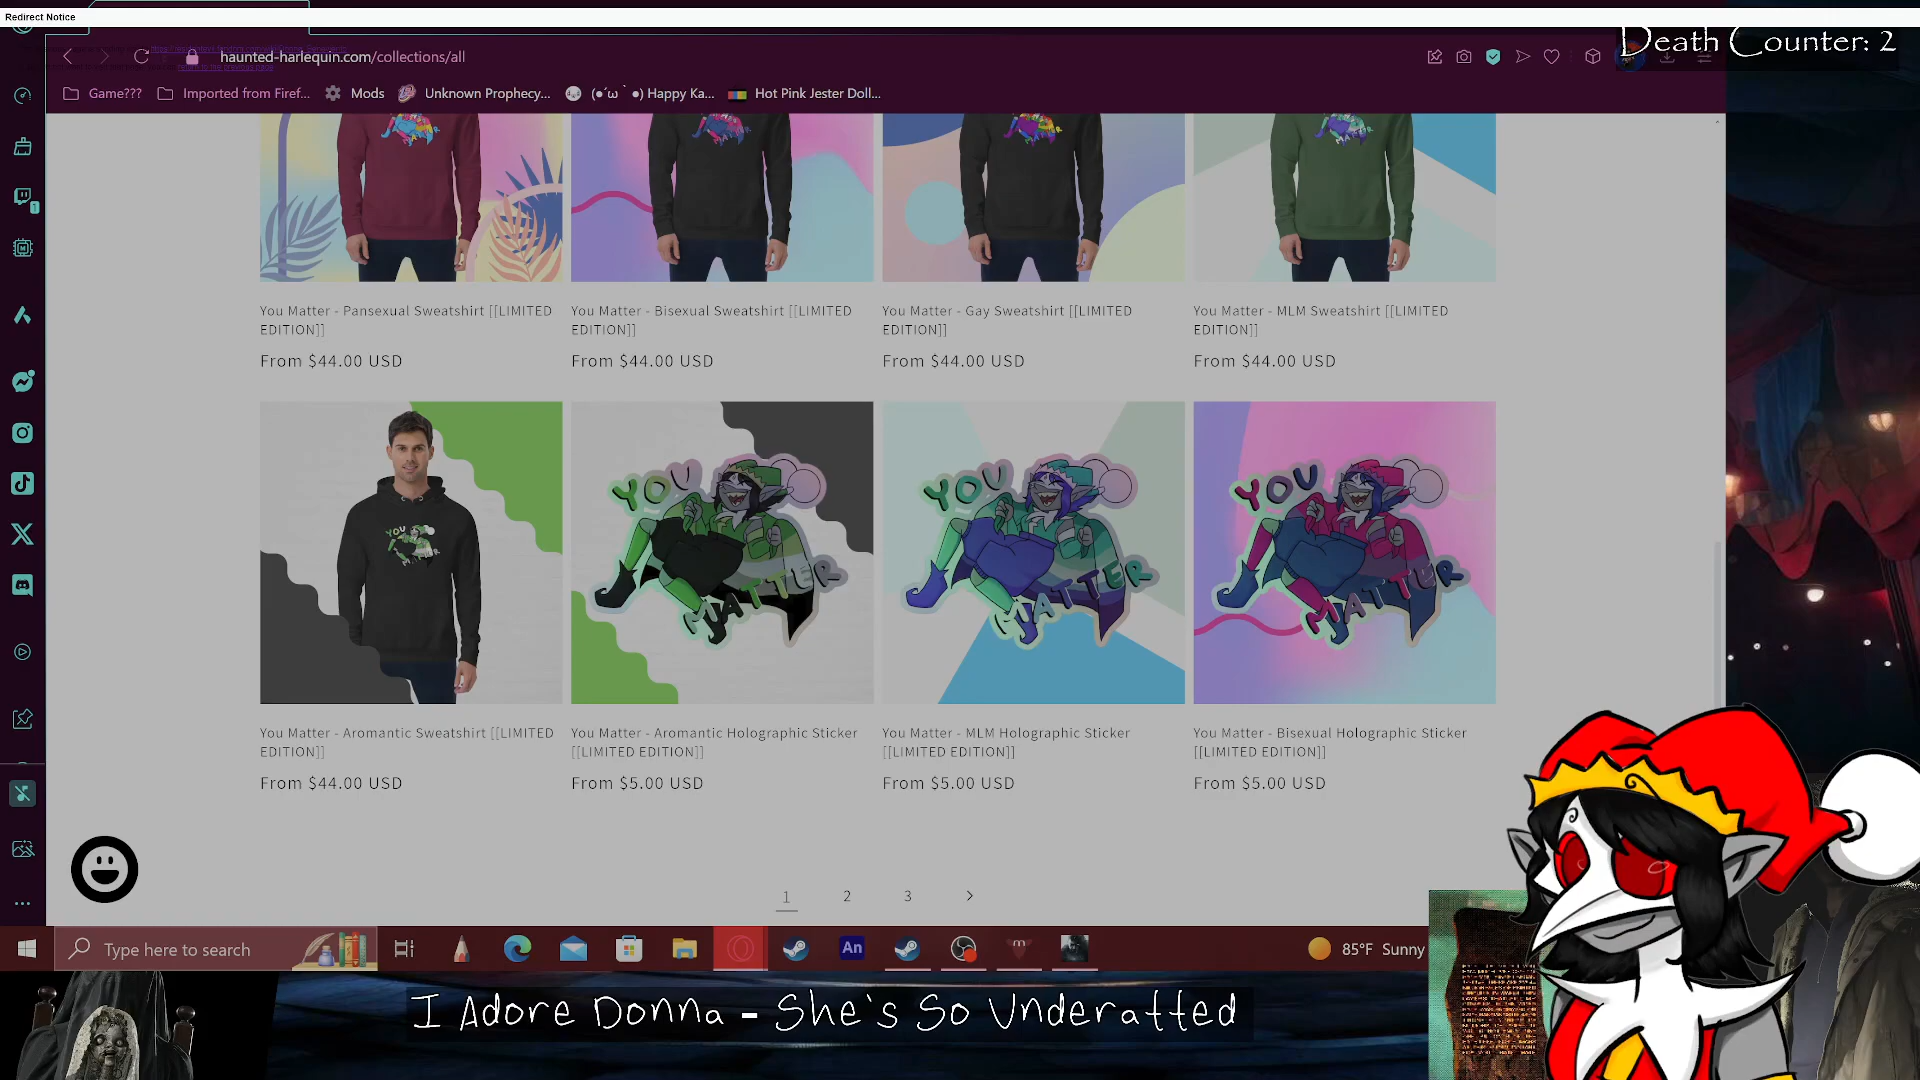 Redirect Notice
Death Counter: 2
haunted-harlequin.com/collections/all
Game???
Imported from Firef...
Mods
Unknown Prophecy...
(●´ω`●) Happy Ka...
Hot Pink Jester Doll...
You Matter - Pansexual Sweatshirt [[LIMITED
EDITION]]
From $44.00 USD
You Matter - Bisexual Sweatshirt [[LIMITED
EDITION]]
From $44.00 USD
You Matter - Gay Sweatshirt [[LIMITED
EDITION]]
From $44.00 USD
You Matter - MLM Sweatshirt [[LIMITED
EDITION]]
From $44.00 USD
YOU
YOU
MATTER
YOU
MATTER
YOU
MATTER
You Matter - Aromantic Sweatshirt [[LIMITED
EDITION]]
From $44.00 USD
You Matter - Aromantic Holographic Sticker
[[LIMITED EDITION]]
From $5.00 USD
You Matter - MLM Holographic Sticker
[[LIMITED EDITION]]
From $5.00 USD
You Matter - Bisexual Holographic Sticker
[[LIMITED EDITION]]
From $5.00 USD
1 2 3 >
Type here to search
An
85°F Sunny
I Adore Donna - She's So Underatted